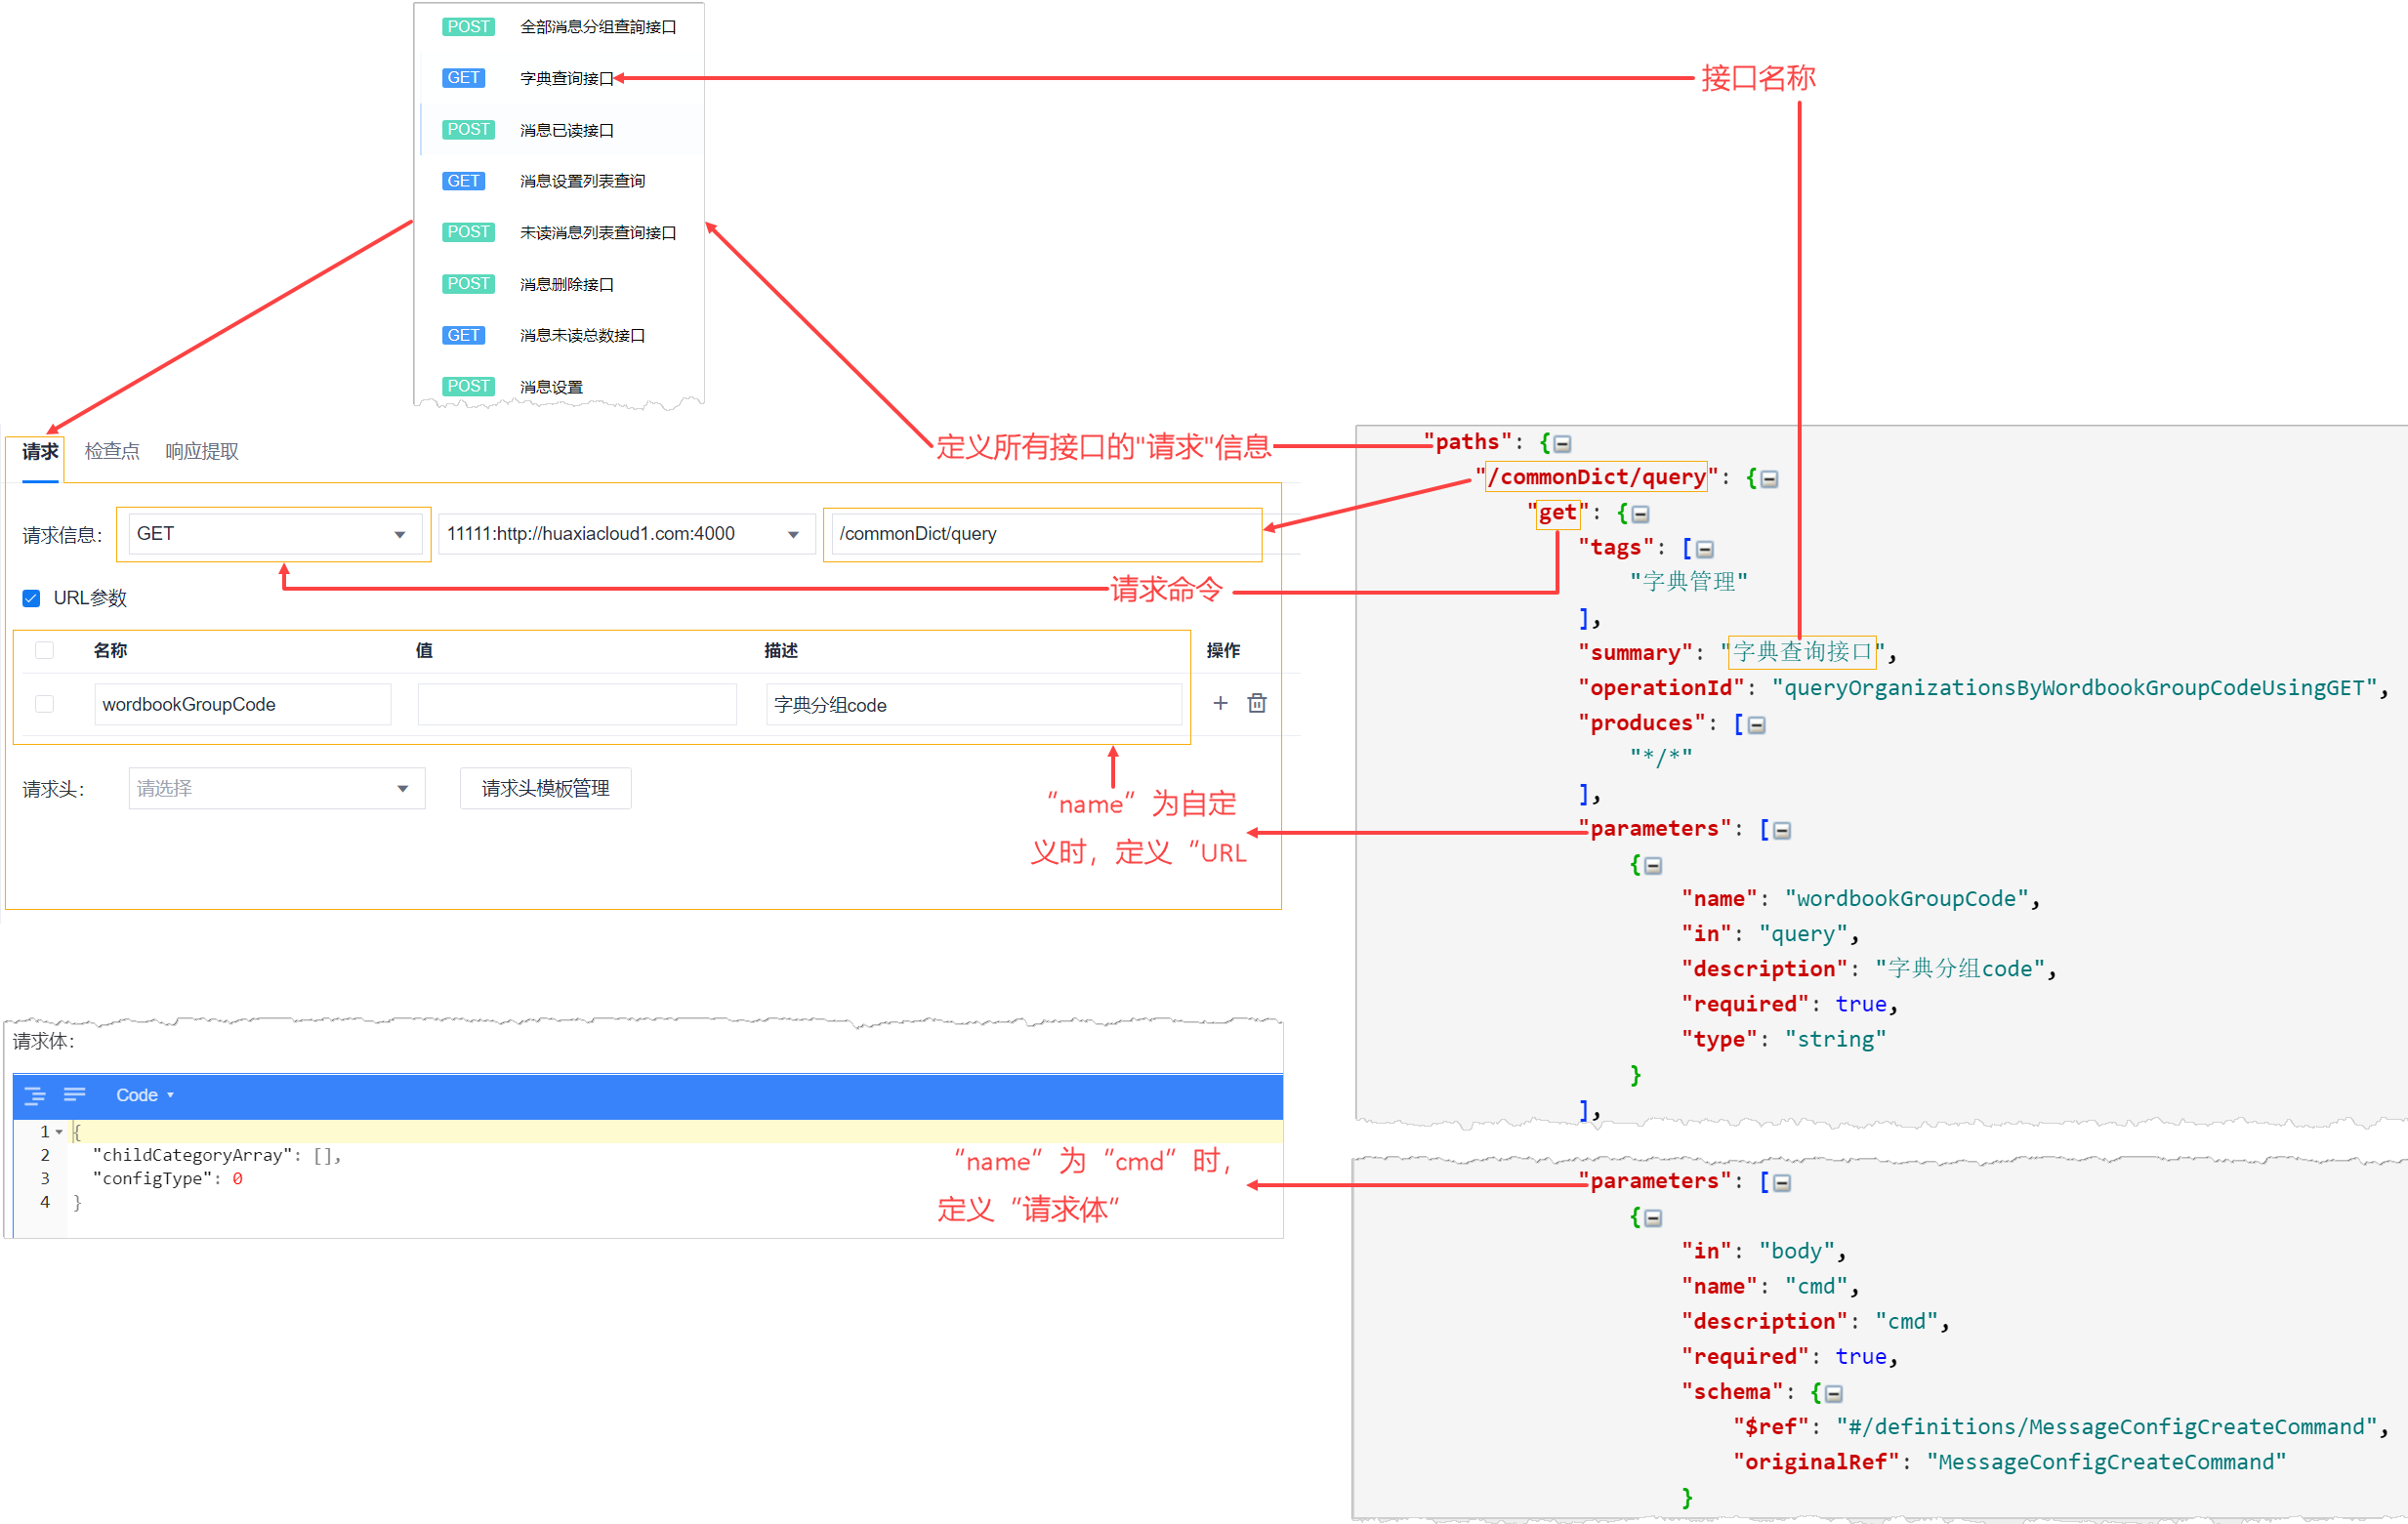 POST 全部消息分组查询接口
GET 字典查询接口
接口名称
POST 消息已读接口
GET 消息设置列表查询
POST 未读消息列表查询接口
POST 消息删除接口
GET 消息未读总数接口
POST 消息设置
定义所有接口的"请求"信息
请求 检查点 响应提取
请求信息： GET 11111:http://huaxiacloud1.com:4000 /commonDict/query
请求命令
URL参数
名称 值 描述 操作
wordbookGroupCode 字典分组code
请求头： 请选择 请求头模板管理
“name”为自定
义时，定义“URL
请求体：
Code
1 {
2 "childCategoryArray": [],
3 "configType": 0
4 }
“name”为“cmd”时，
定义“请求体”
"paths": {
"/commonDict/query": {
"get": {
"tags": [
"字典管理"
],
"summary": "字典查询接口",
"operationId": "queryOrganizationsByWordbookGroupCodeUsingGET",
"produces": [
"*/*"
],
"parameters": [
{
"name": "wordbookGroupCode",
"in": "query",
"description": "字典分组code",
"required": true,
"type": "string"
}
],
"parameters": [
{
"in": "body",
"name": "cmd",
"description": "cmd",
"required": true,
"schema": {
"$ref": "#/definitions/MessageConfigCreateCommand",
"originalRef": "MessageConfigCreateCommand"
}